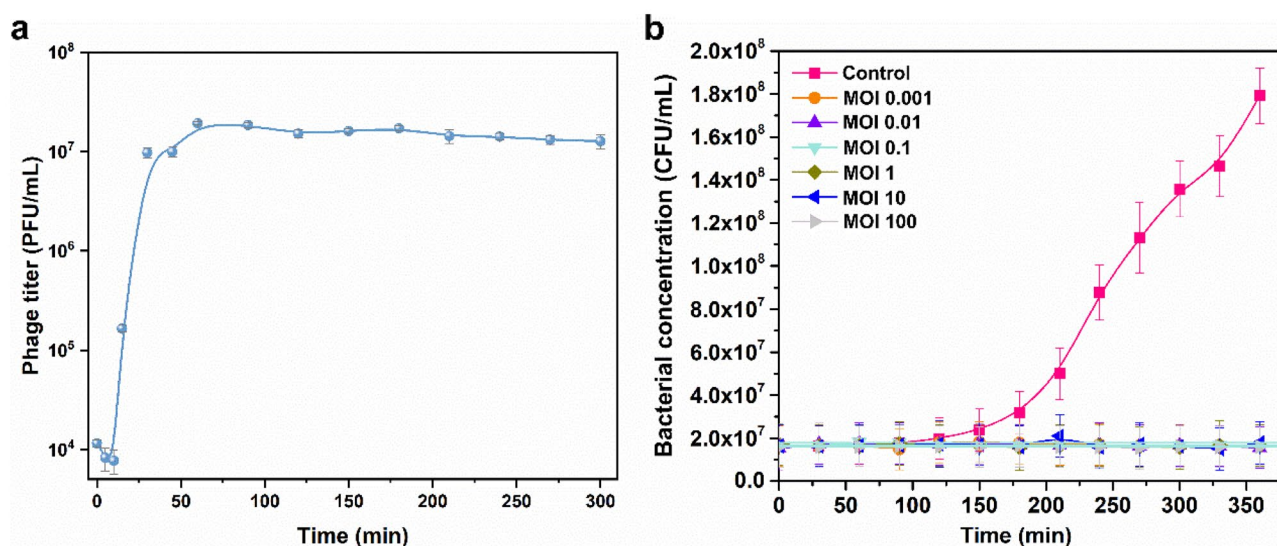 a
10⁸
10⁷
10⁶
10⁵
10⁴
Phage titer (PFU/mL)
0 50 100 150 200 250 300
Time (min)
b
2.0x10⁸
1.8x10⁸
1.6x10⁸
1.4x10⁸
1.2x10⁸
1.0x10⁸
8.0x10⁷
6.0x10⁷
4.0x10⁷
2.0x10⁷
0.0
Bacterial concentration (CFU/mL)
Control
MOI 0.001
MOI 0.01
MOI 0.1
MOI 1
MOI 10
MOI 100
0 50 100 150 200 250 300 350
Time (min)